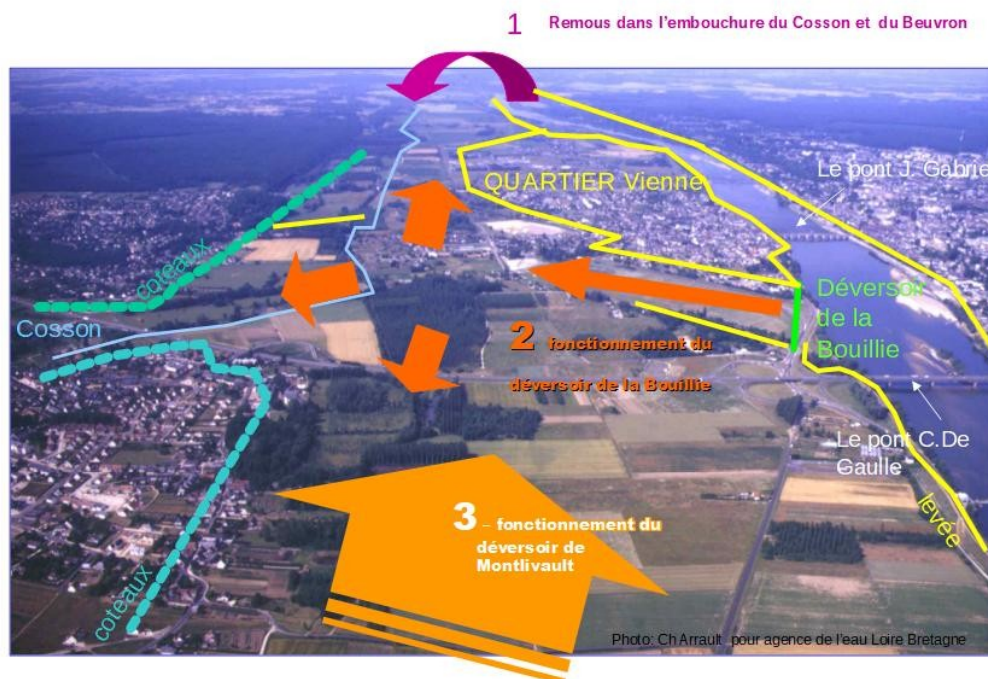 1 Remous dans l'embouchure du Cosson et du Beuvron
Le pont J. Gabrie
QUARTIER Vienne
coteaux
Cosson
Déversoir
de la
Bouillie
2 fonctionnement du
déversoir de la Bouillie
Le pont C.De
Gaulle
levée
3 – fonctionnement du
déversoir de
Montlivault
coteaux
Photo: Ch Arrault pour agence de l'eau Loire Bretagne